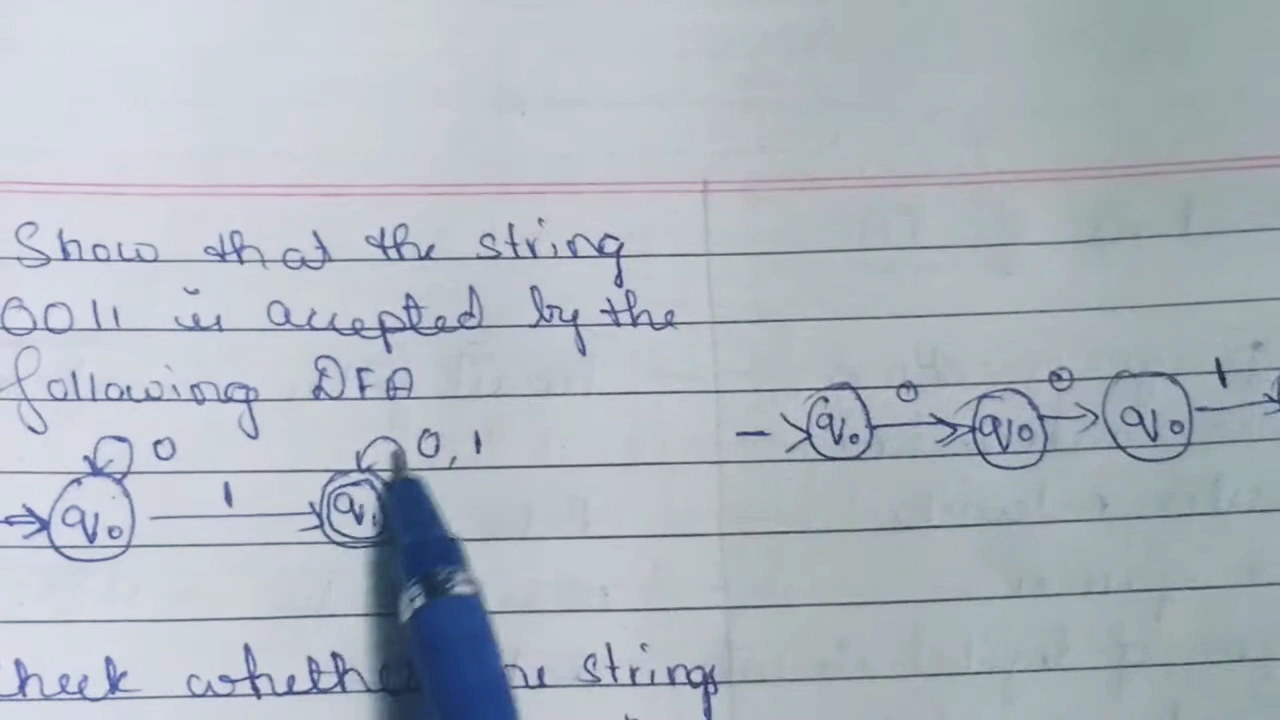 Show that the string
0011 is accepted by the
following DFA
0 0, 1
q0 1
0 0 1
q0 q0 q0
heck
strings